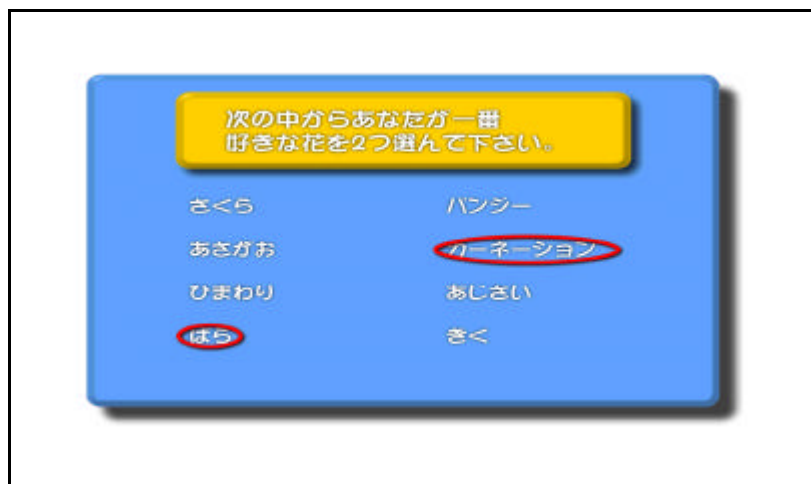 次の中からあなたが一番
好きな花を2つ選んで下さい。
さくら
パンジー
あさがお
カーネーション
ひまわり
あじさい
ばら
きく